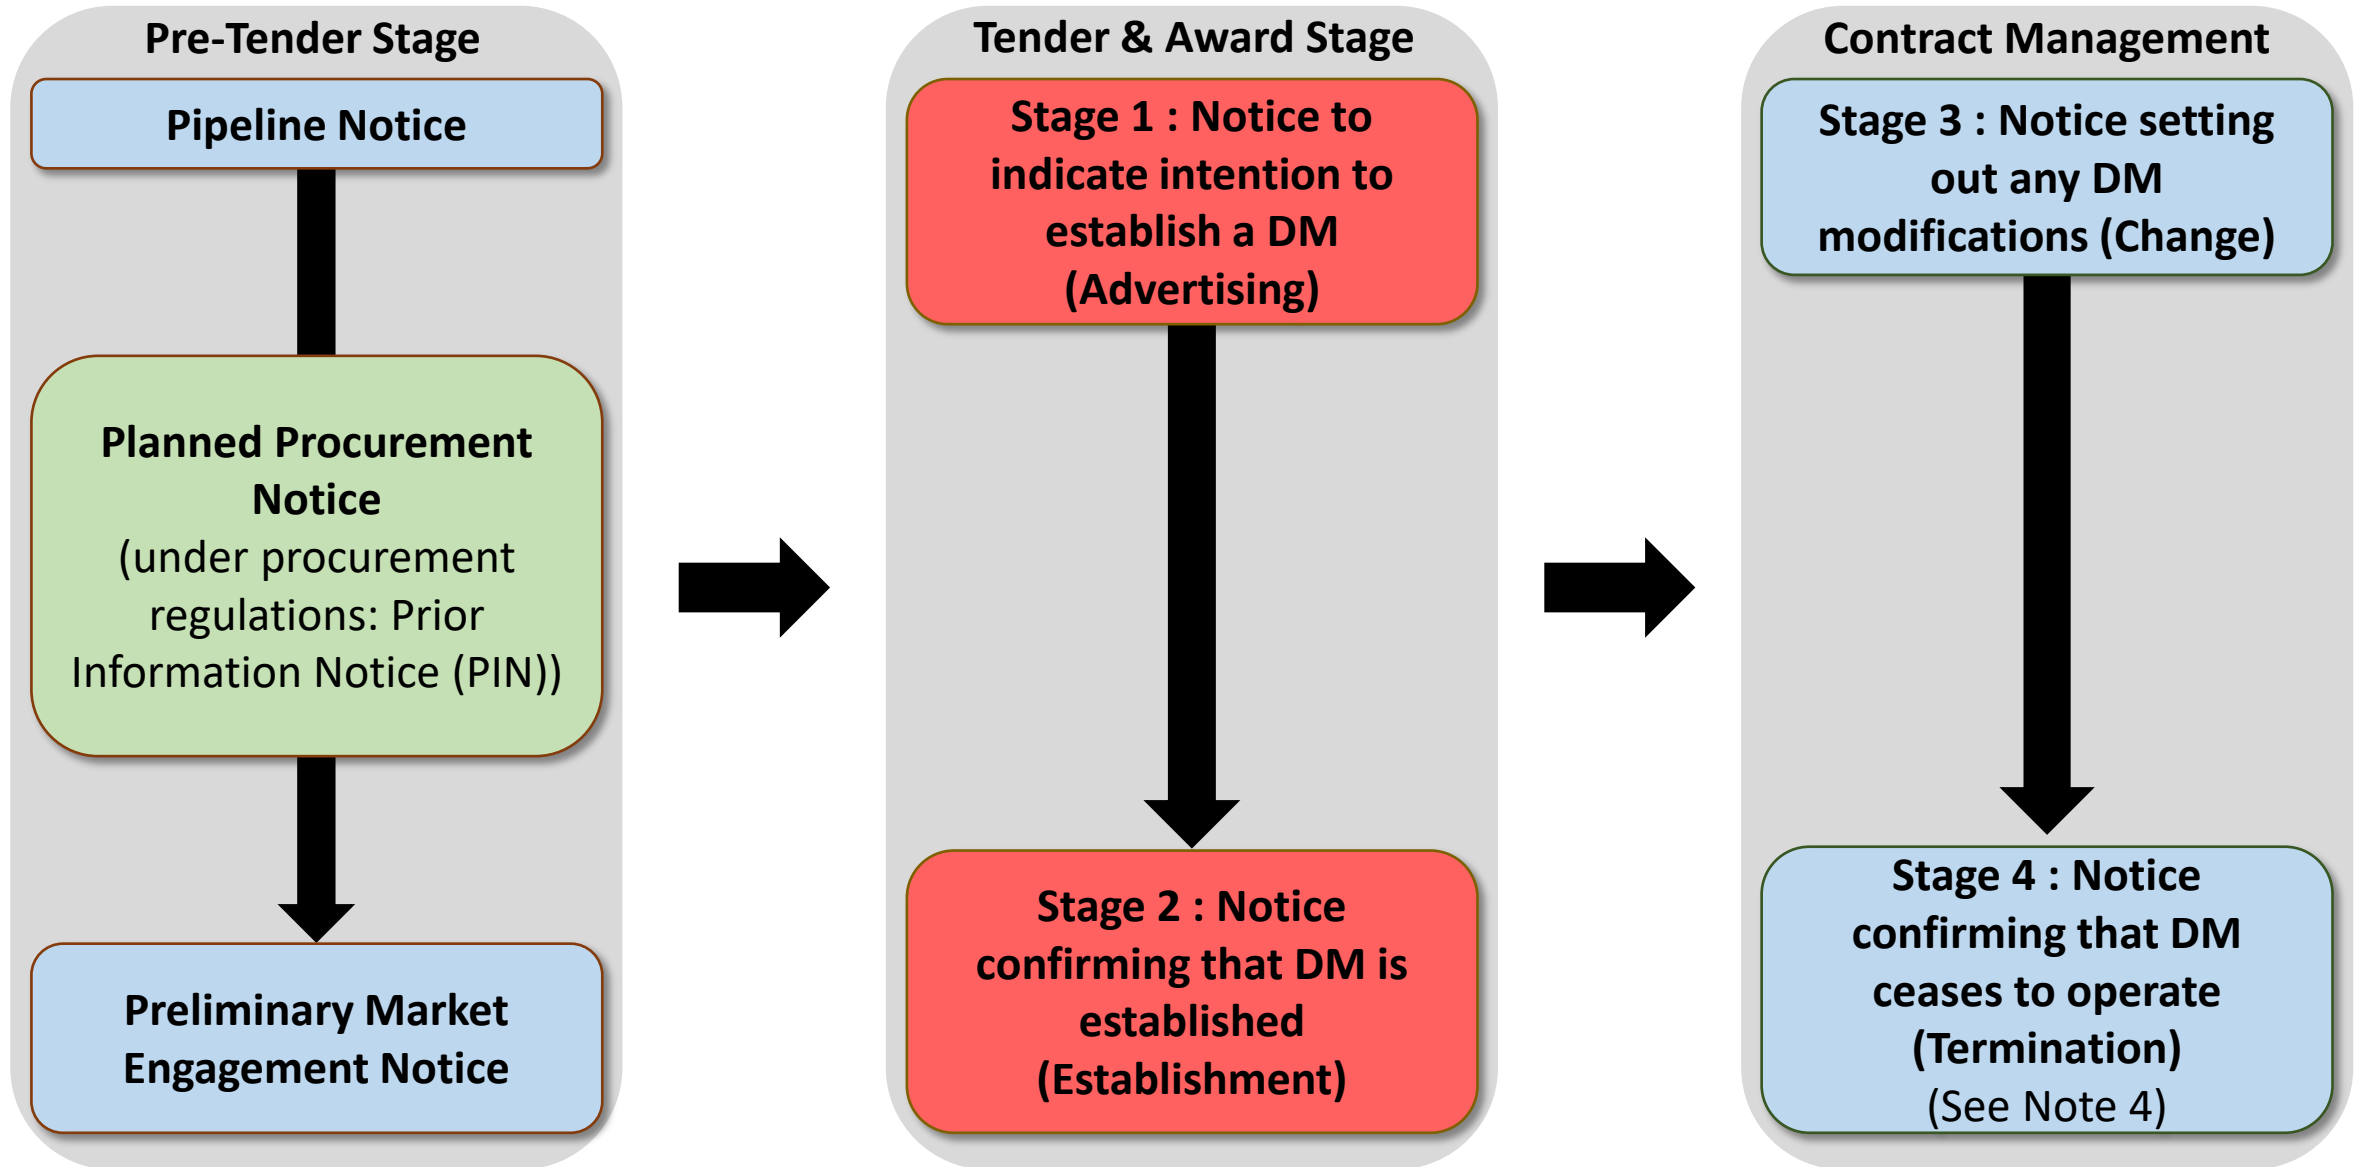 Pre-Tender Stage
Pipeline Notice
Planned Procurement
Notice
(under procurement
regulations: Prior
Information Notice (PIN))
Preliminary Market
Engagement Notice
Tender & Award Stage
Stage 1 : Notice to
indicate intention to
establish a DM
(Advertising)
Stage 2 : Notice
confirming that DM is
established
(Establishment)
Contract Management
Stage 3 : Notice setting
out any DM
modifications (Change)
Stage 4 : Notice
confirming that DM
ceases to operate
(Termination)
(See Note 4)